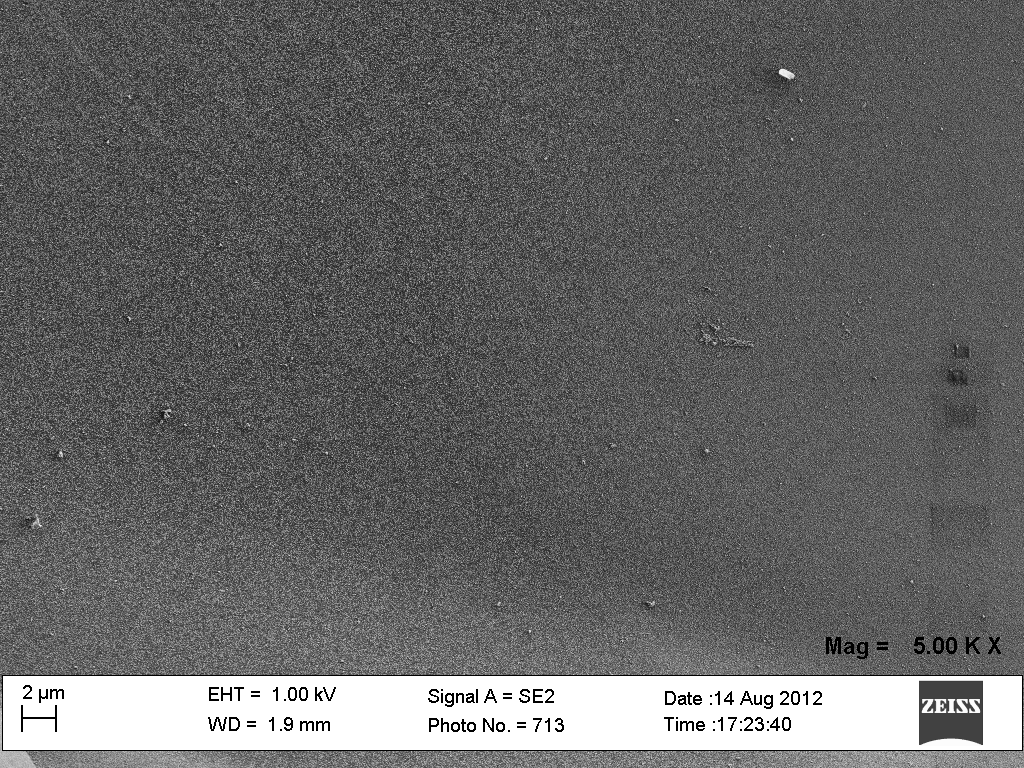 Mag = 5.00 K X
2 µm
EHT = 1.00 kV
WD = 1.9 mm
Signal A = SE2
Photo No. = 713
Date :14 Aug 2012
Time :17:23:40
ZEISS